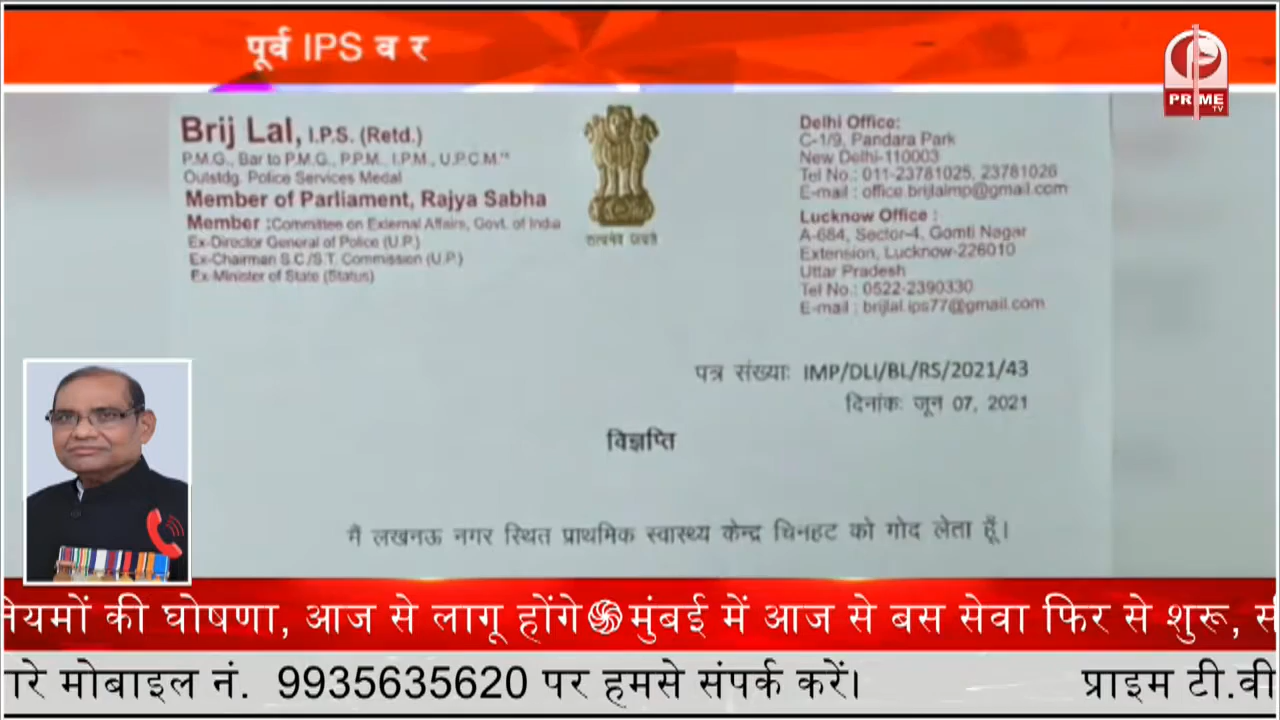 पूर्व IPS व र
PRIME
TV
Brij Lal, I.P.S. (Retd.)
P.M.G., Bar to P.M.G., P.P.M., I.P.M., U.P.C.M.
Outstdg. Police Services Medal
Member of Parliament, Rajya Sabha
Member : Committee on External Affairs, Govt. of India
Ex-Director General of Police (U.P.)
Ex-Chairman S.C./S.T. Commission (U.P.)
Ex-Minister of State (Status)
सत्यमेव जयते
Delhi Office:
C-1/9, Pandara Park
New Delhi-110003
Tel No.: 011-23781025, 23781026
E-mail : office.brijlalmp@gmail.com
Lucknow Office :
A-684, Sector-4, Gomti Nagar
Extension, Lucknow-226010
Uttar Pradesh
Tel No.: 0522-2390330
E-mail : brijlal.ips77@gmail.com
पत्र संख्याः IMP/DLI/BL/RS/2021/43
दिनांकः जून 07, 2021
विज्ञप्ति
मैं लखनऊ नगर स्थित प्राथमिक स्वास्थ्य केन्द्र चिनहट को गोद लेता हूँ।
नियमों की घोषणा, आज से लागू होंगे मुंबई में आज से बस सेवा फिर से शुरू,
रे मोबाइल नं. 9935635620 पर हमसे संपर्क करें। प्राइम टी.वी